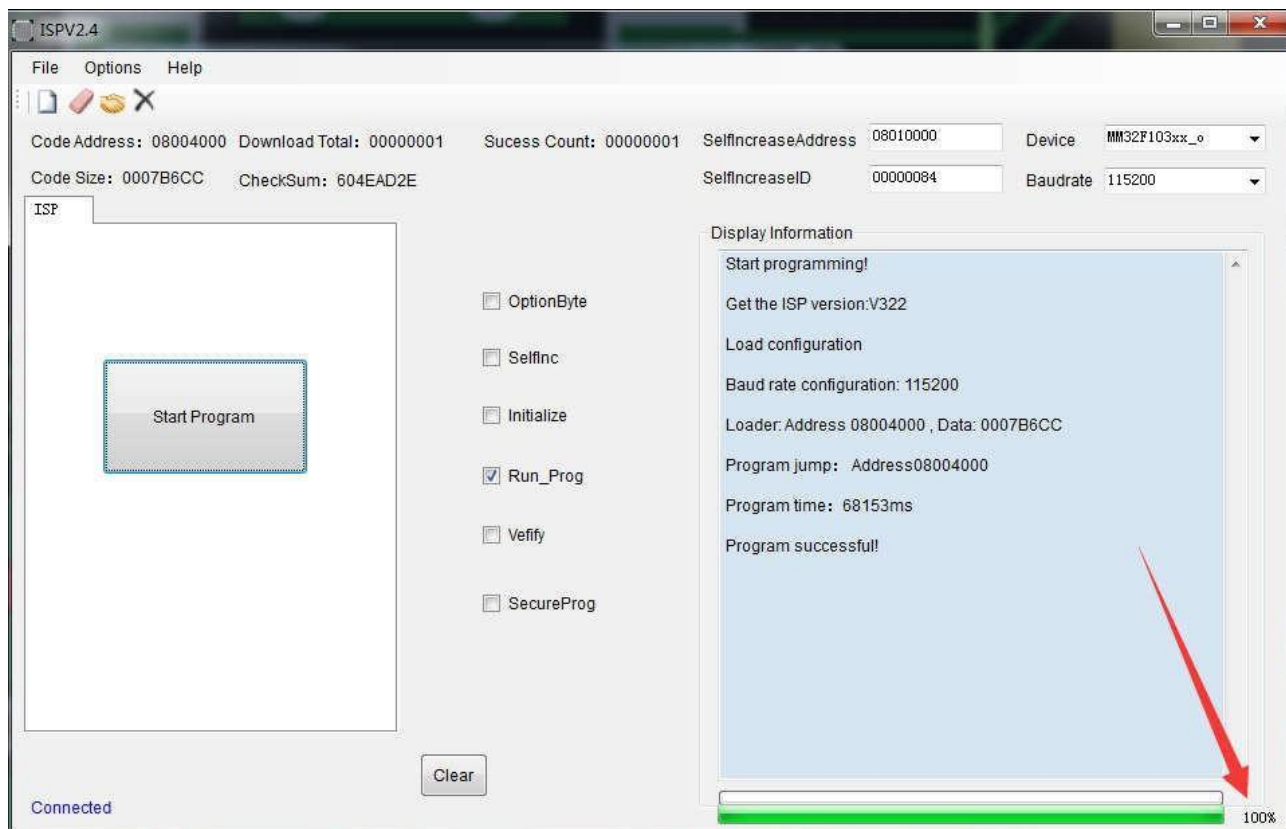 ISPV2.4
File Options Help
Code Address: 08004000 Download Total: 00000001 Sucess Count: 00000001 SelfIncreaseAddress 08010000 Device MM32F103xx_o
Code Size: 0007B6CC CheckSum: 604EAD2E SelfIncreaseID 00000084 Baudrate 115200
ISP
Start Program
OptionByte
SelfInc
Initialize
Run_Prog
Vefify
SecureProg
Display Information
Start programming!
Get the ISP version:V322
Load configuration
Baud rate configuration: 115200
Loader: Address 08004000 , Data: 0007B6CC
Program jump: Address08004000
Program time: 68153ms
Program successful!
Clear
Connected
100%